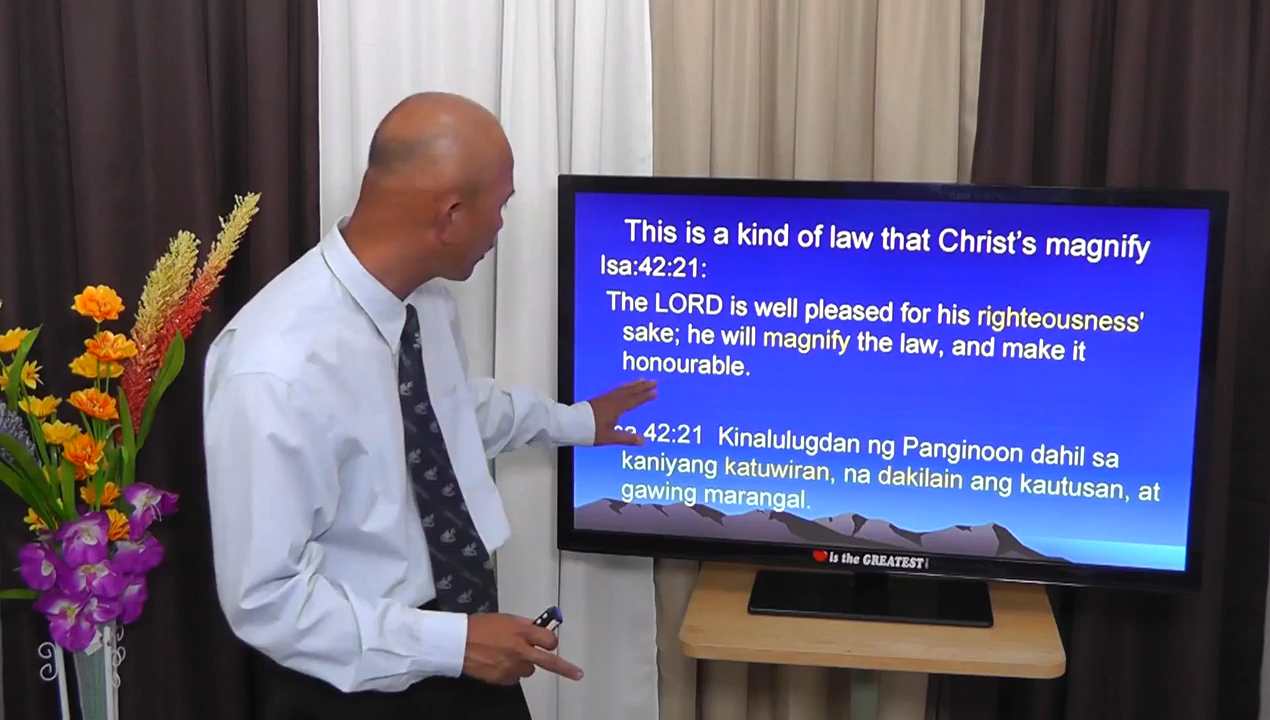 This is a kind of law that Christ's magnify
Isa:42:21:
The LORD is well pleased for his righteousness'
sake; he will magnify the law, and make it
honourable.
42:21 Kinalulugdan ng Panginoon dahil sa
kaniyang katuwiran, na dakilain ang kautusan, at
gawing marangal.
is the GREATEST!